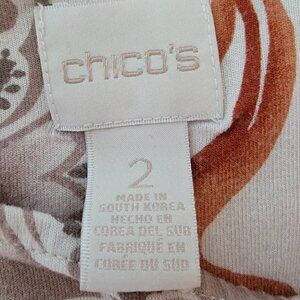 chico's
2
MADE IN
SOUTH KOREA
HECHO EN
COREA DEL SUR
FABRIQUÉ EN
CORÉE DU SUD